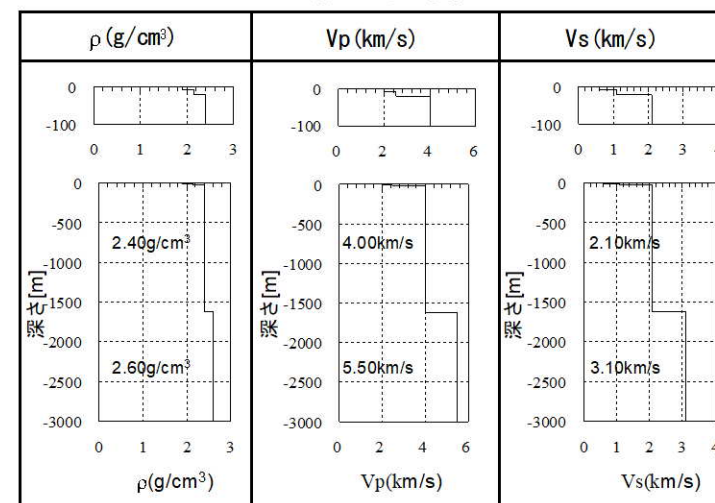 ρ(g/cm³) Vp(km/s) Vs(km/s)
0 0 0
-100 -100 -100
0 1 2 3 0 2 4 6 0 1 2 3 4
0 0 0
-500 -500 -500
2.40g/cm³ 4.00km/s 2.10km/s
-1000 -1000 -1000
深さ[m] 深さ[m] 深さ[m]
-1500 -1500 -1500
-2000 -2000 -2000
2.60g/cm³ 5.50km/s 3.10km/s
-2500 -2500 -2500
-3000 -3000 -3000
0 1 2 3 0 2 4 6 0 1 2 3 4
ρ(g/cm³) Vp(km/s) Vs(km/s)